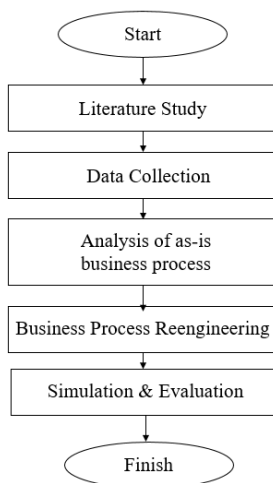 Start
Literature Study
Data Collection
Analysis of as-is
business process
Business Process Reengineering
Simulation & Evaluation
Finish